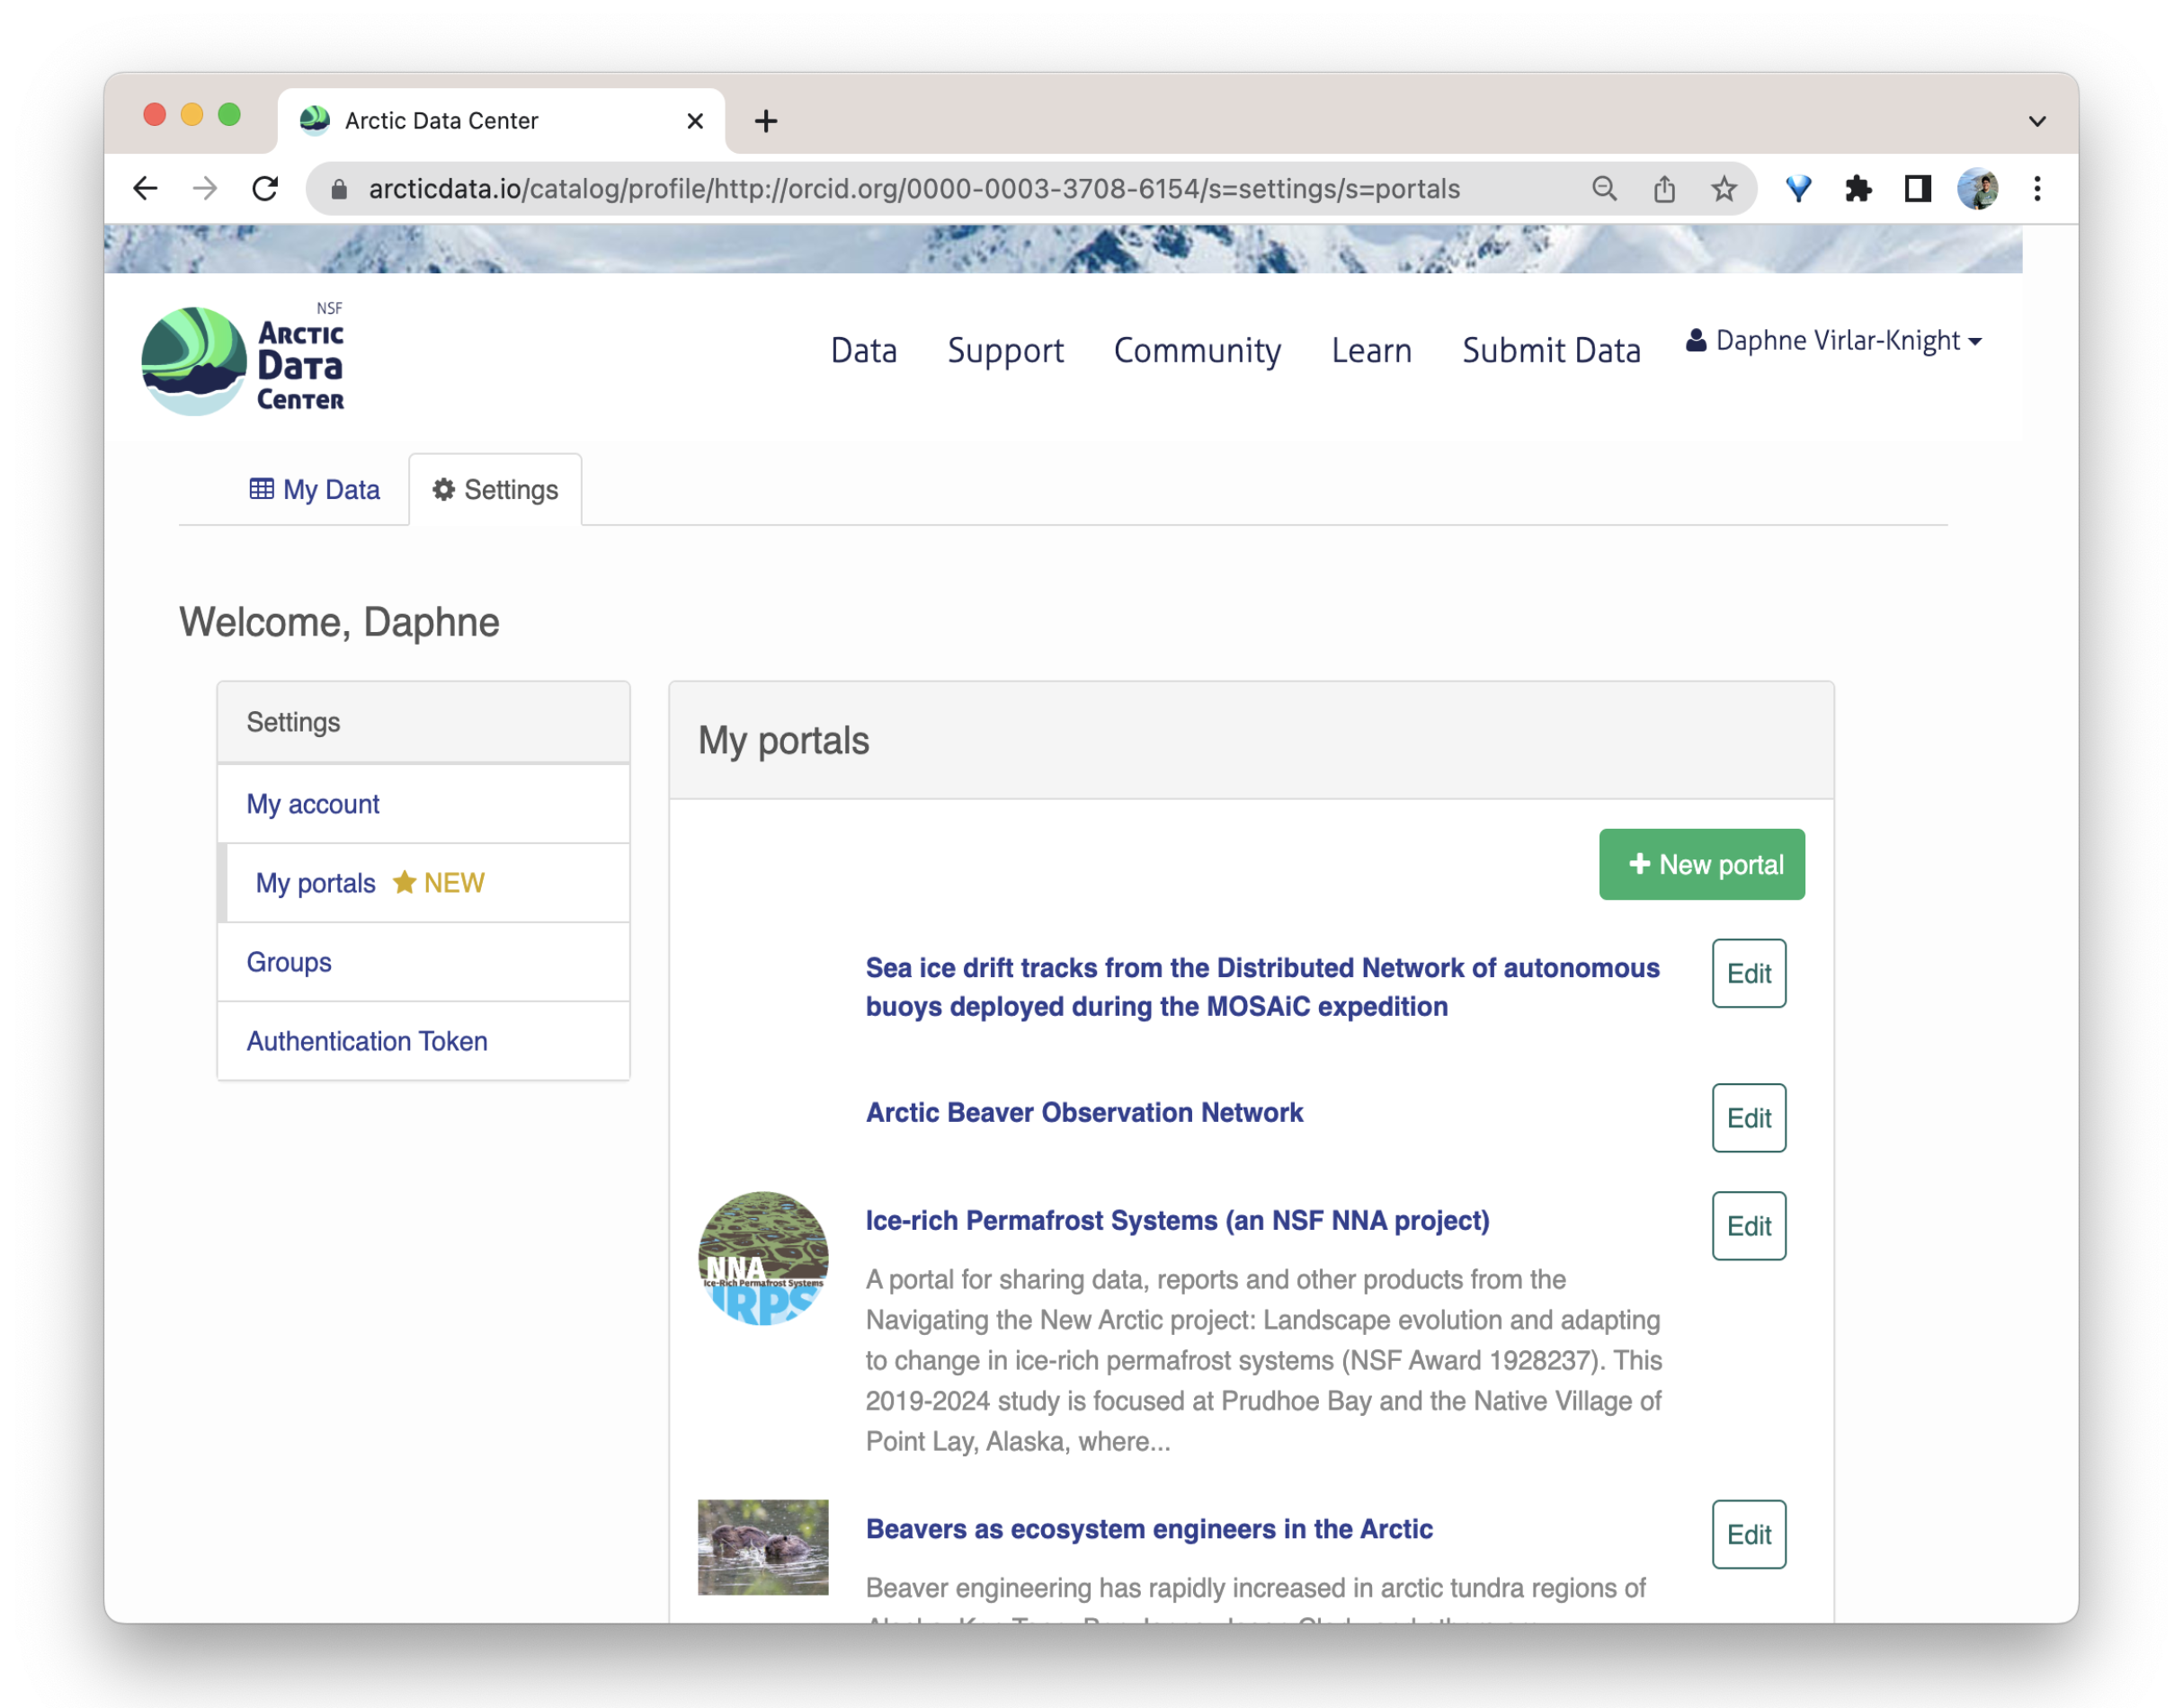 Arctic Data Center
arcticdata.io/catalog/profile/http://orcid.org/0000-0003-3708-6154/s=settings/s=portals
NSF
ARCTIC
DATA
CENTER
Data Support Community Learn Submit Data Daphne Virlar-Knight
My Data Settings
Welcome, Daphne
Settings
My account
My portals NEW
Groups
Authentication Token
My portals
New portal
Sea ice drift tracks from the Distributed Network of autonomous
buoys deployed during the MOSAiC expedition
Edit
Arctic Beaver Observation Network
Edit
NNA
Ice-Rich Permafrost Systems
IRPS
Ice-rich Permafrost Systems (an NSF NNA project)
Edit
A portal for sharing data, reports and other products from the
Navigating the New Arctic project: Landscape evolution and adapting
to change in ice-rich permafrost systems (NSF Award 1928237). This
2019-2024 study is focused at Prudhoe Bay and the Native Village of
Point Lay, Alaska, where...
Beavers as ecosystem engineers in the Arctic
Edit
Beaver engineering has rapidly increased in arctic tundra regions of